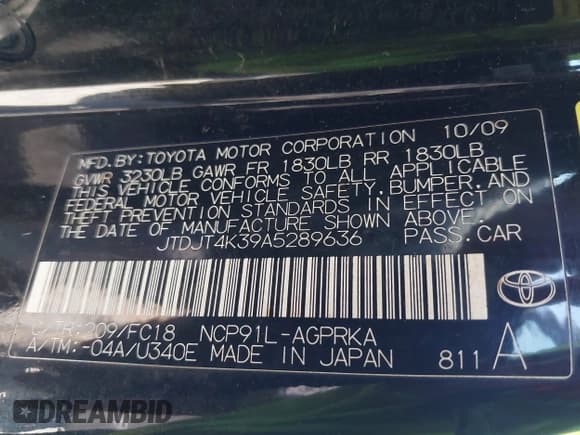 MFD. BY: TOYOTA MOTOR CORPORATION 10/09
GVWR 3230LB GAWR FR 1830LB RR 1830LB
THIS VEHICLE CONFORMS TO ALL APPLICABLE
FEDERAL MOTOR VEHICLE SAFETY, BUMPER, AND
THEFT PREVENTION STANDARDS IN EFFECT ON
THE DATE OF MANUFACTURE SHOWN ABOVE.
JTDJT4K39A5289636 PASS. CAR
C/TR: 209/FC18 NCP91L-AGPRKA
A/TM: -04A/U340E MADE IN JAPAN 811 A
DREAMBID